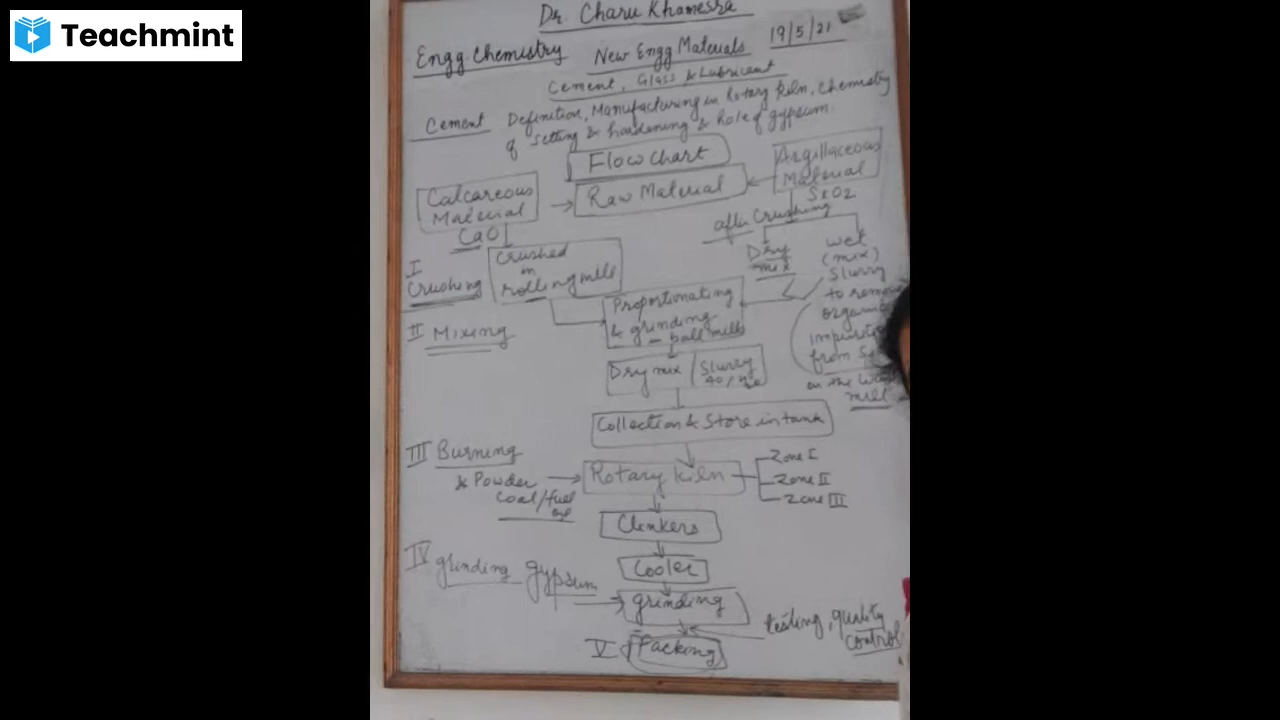 Teachmint
Dr. Charu Khamesra
Engg Chemistry New Engg Materials 19/5/21
Cement, Glass & Lubricant
Cement Definition, Manufacturing in Rotary kiln, Chemistry
of Setting & hardening & Role of gypsum.
Flow chart
Calcareous
Material
CaO
Raw Material
Argillaceous
Material
SiO2
after Crushing
Dry
mix
wet
(mix)
Slurry
to remove
organic
from
on the
mill
I
Crushing
Crushed
in
rolling mills
II Mixing
Proportionating
& grinding
in ball mills
Dry mix / Slurry
Collection & Store in tank
III Burning
& Powder
Coal/fuel
Rotary kiln
Zone I
Zone II
Zone III
Clinkers
Cooler
IV grinding gypsum
grinding
testing, quality
control
V Packing